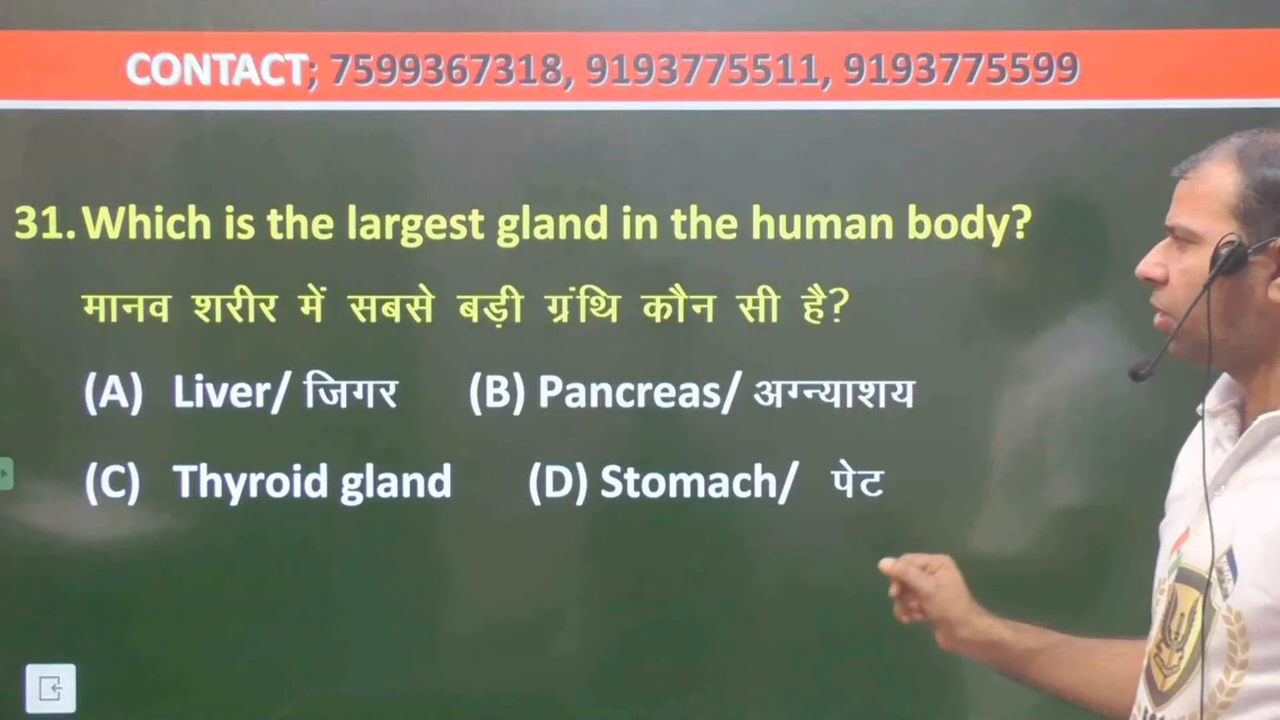 CONTACT; 7599367318, 9193775511, 9193775599
31. Which is the largest gland in the human body?
मानव शरीर में सबसे बड़ी ग्रंथि कौन सी है?
(A) Liver/ जिगर (B) Pancreas/ अग्न्याशय
(C) Thyroid gland (D) Stomach/ पेट